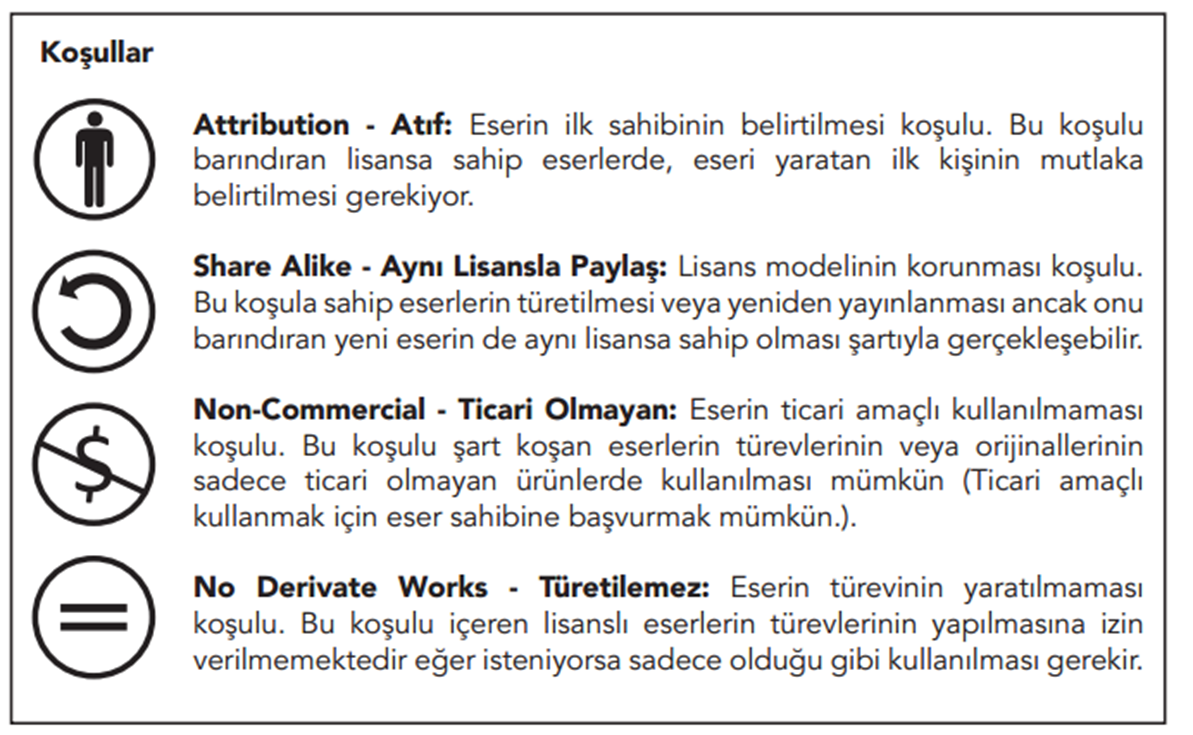 Koşullar
Attribution - Atıf: Eserin ilk sahibinin belirtilmesi koşulu. Bu koşulu
barındıran lisansa sahip eserlerde, eseri yaratan ilk kişinin mutlaka
belirtilmesi gerekiyor.
Share Alike - Aynı Lisansla Paylaş: Lisans modelinin korunması koşulu.
Bu koşula sahip eserlerin türetilmesi veya yeniden yayınlanması ancak onu
barındıran yeni eserin de aynı lisansa sahip olması şartıyla gerçekleşebilir.
Non-Commercial - Ticari Olmayan: Eserin ticari amaçlı kullanılmaması
koşulu. Bu koşulu şart koşan eserlerin türevlerinin veya orijinallerinin
sadece ticari olmayan ürünlerde kullanılması mümkün (Ticari amaçlı
kullanmak için eser sahibine başvurmak mümkün.).
No Derivate Works - Türetilemez: Eserin türevinin yaratılmaması
koşulu. Bu koşulu içeren lisanslı eserlerin türevlerinin yapılmasına izin
verilmemektedir eğer isteniyorsa sadece olduğu gibi kullanılması gerekir.